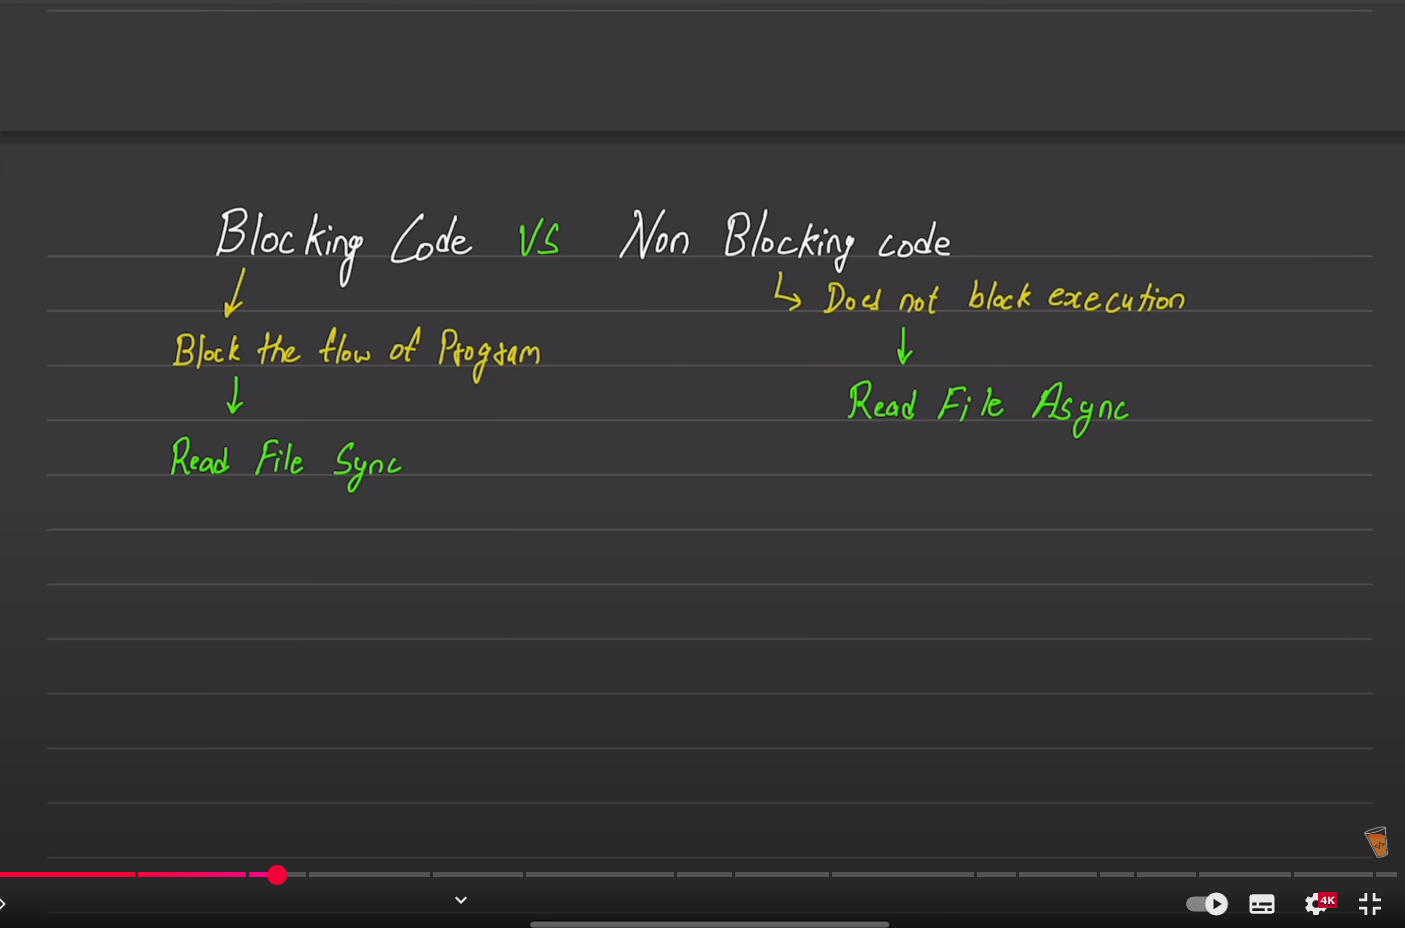 Blocking Code VS Non Blocking code
Block the flow of Program
Read File Sync
Does not block execution
Read File Async
4K